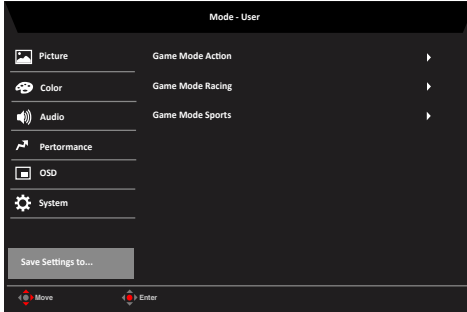 Mode - User
Picture
Color
Audio
Pertormance
OSD
System
Save Settings to...
Game Mode Action
Game Mode Racing
Game Mode Sports
Move
Enter